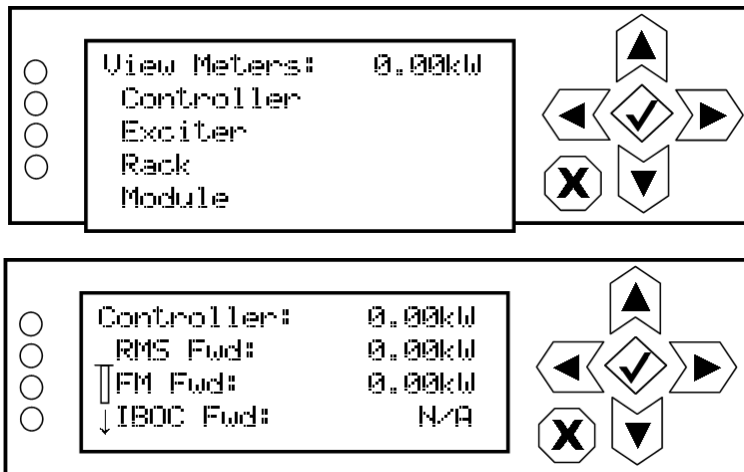 View Meters: 0.00kW
Controller
Exciter
Rack
Module
X
Controller: 0.00kW
RMS Fwd: 0.00kW
FM Fwd: 0.00kW
↓IBOC Fwd: N/A
X